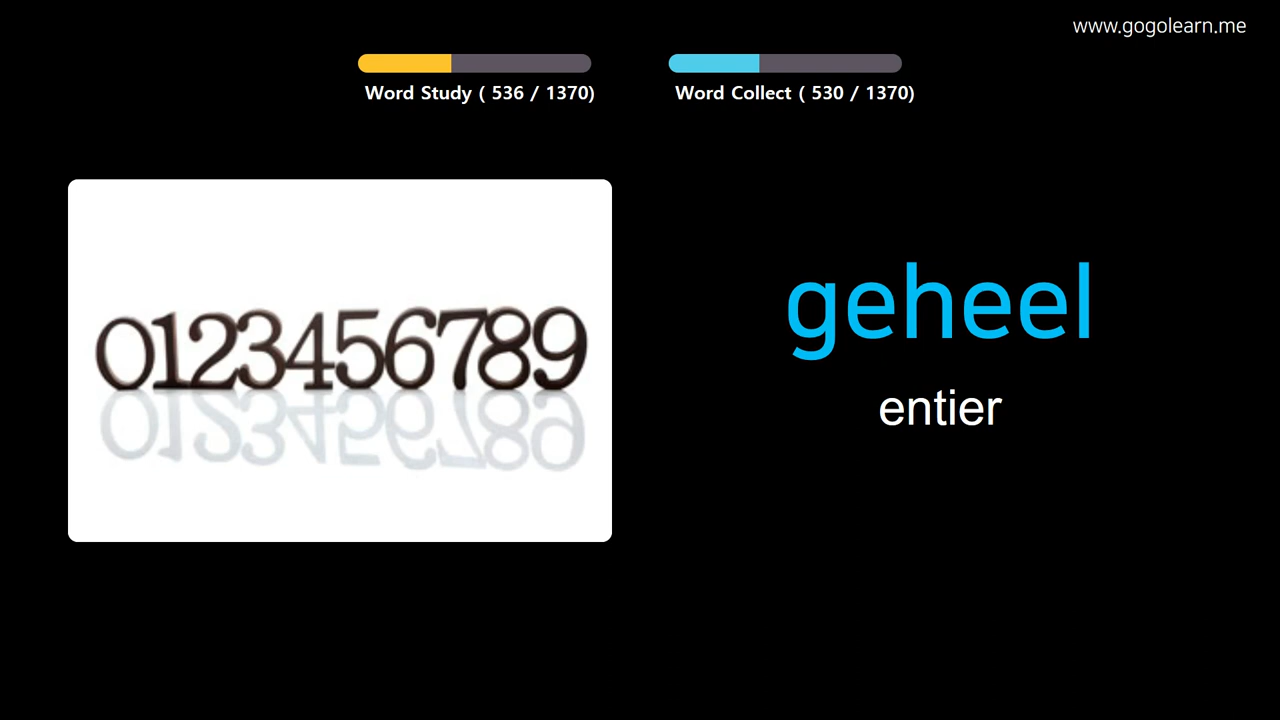 www.gogolearn.me
Word Study ( 536 / 1370)
Word Collect ( 530 / 1370)
0123456789
geheel
entier